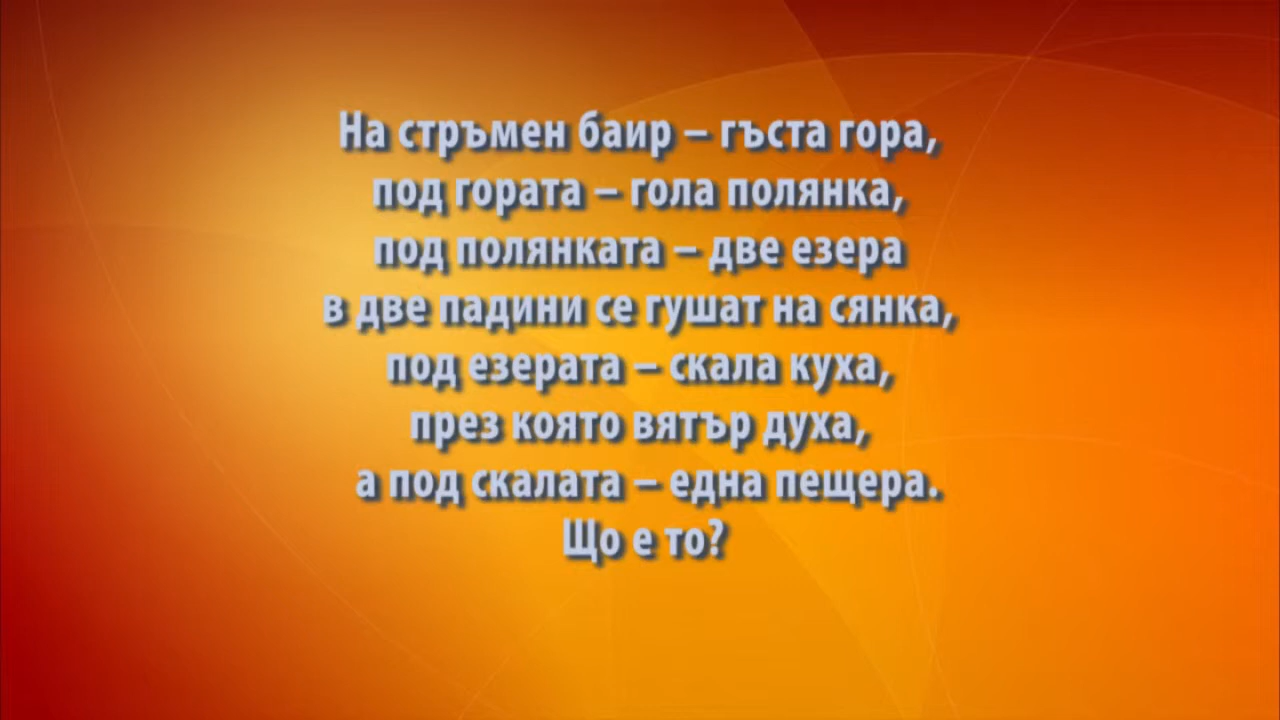 На стръмен баир – гъста гора,
под гората – гола полянка,
под полянката – две езера
в две падини се гушат на сянка,
под езерата – скала куха,
през която вятър духа,
а под скалата – една пещера.
Що е то?